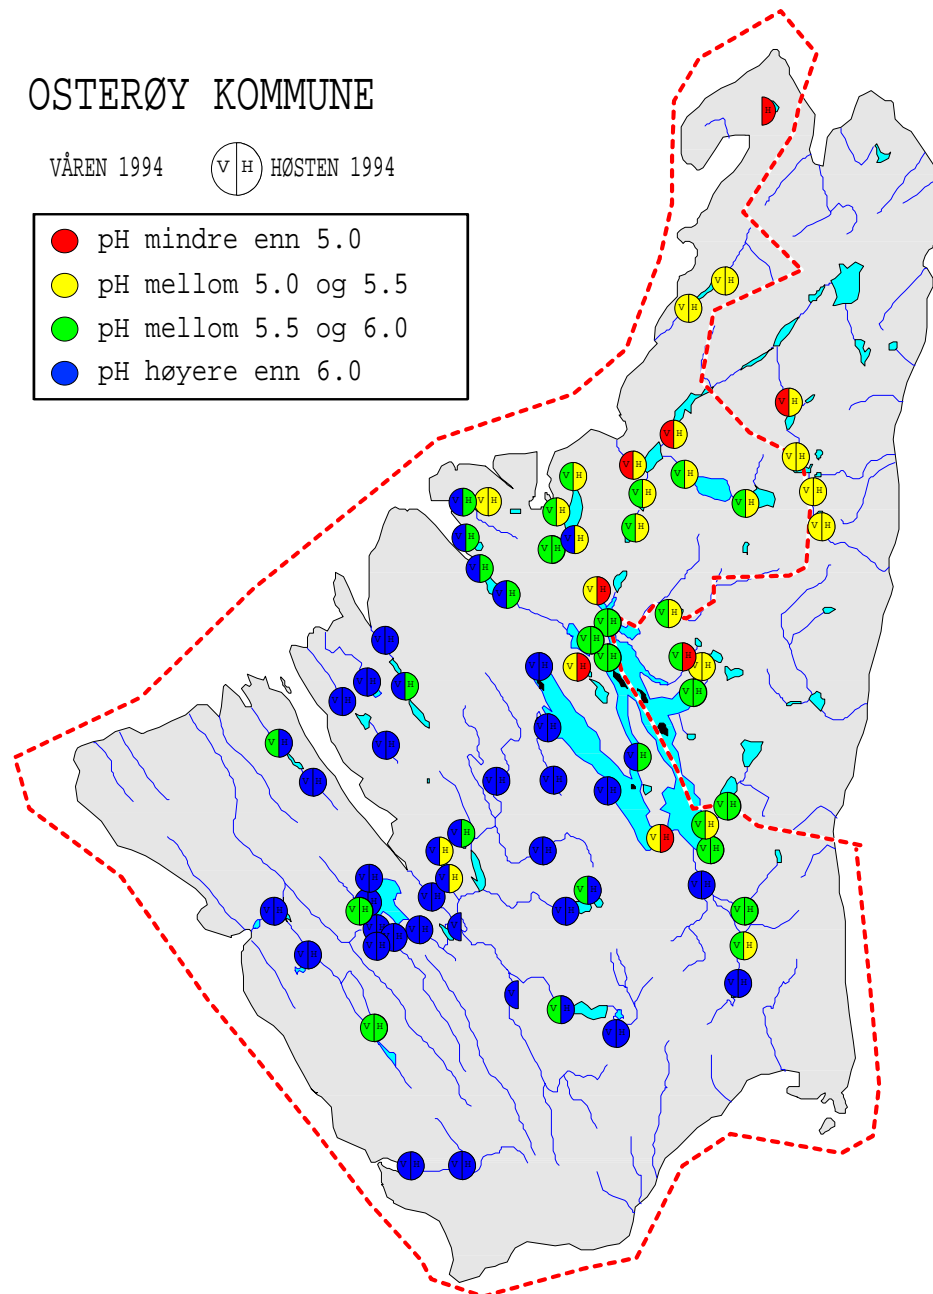 OSTERØY KOMMUNE
VÅREN 1994 V H HØSTEN 1994
pH mindre enn 5.0
pH mellom 5.0 og 5.5
pH mellom 5.5 og 6.0
pH høyere enn 6.0